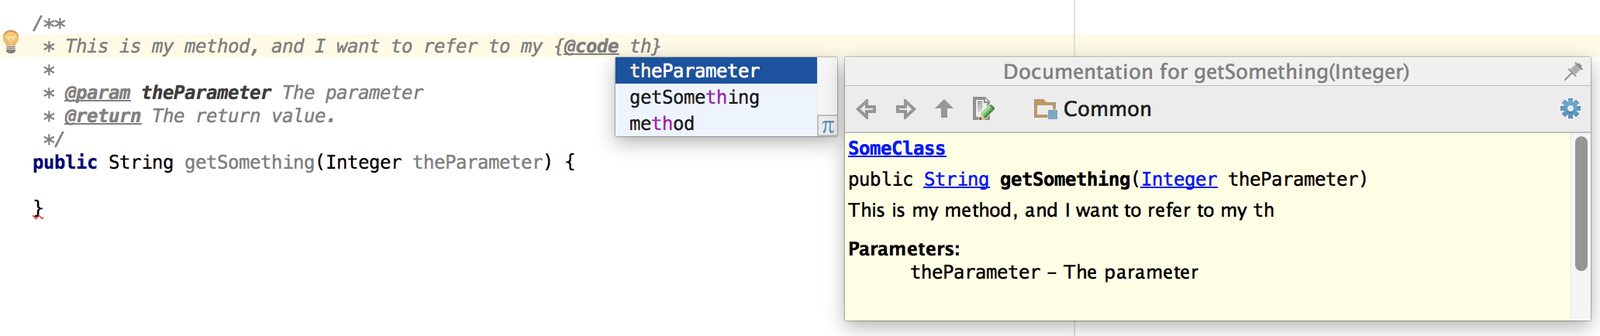 /**
* This is my method, and I want to refer to my {@code th}
*
* @param theParameter The parameter
* @return The return value.
*/
public String getSomething(Integer theParameter) {
}
theParameter
getSomething
method
π
Documentation for getSomething(Integer)
Common
SomeClass
public String getSomething(Integer theParameter)
This is my method, and I want to refer to my th
Parameters:
theParameter – The parameter